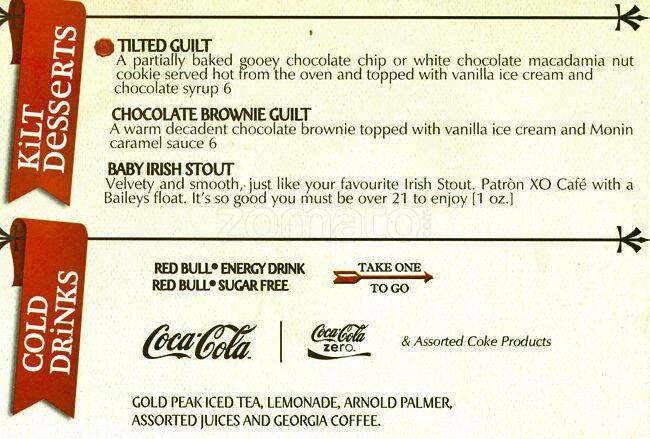 KiLT
DeSSeRTS
TILTED GUILT
A partially baked gooey chocolate chip or white chocolate macadamia nut
cookie served hot from the oven and topped with vanilla ice cream and
chocolate syrup 6
CHOCOLATE BROWNIE GUILT
A warm decadent chocolate brownie topped with vanilla ice cream and Monin
caramel sauce 6
BABY IRISH STOUT
Velvety and smooth, just like your favourite Irish Stout. Patròn XO Café with a
Baileys float. It's so good you must be over 21 to enjoy [1 oz.]
zomato.com
COLD
DRiNKS
RED BULL® ENERGY DRINK
RED BULL® SUGAR FREE
TAKE ONE
TO GO
Coca-Cola
Coca-Cola
zero.
& Assorted Coke Products
GOLD PEAK ICED TEA, LEMONADE, ARNOLD PALMER,
ASSORTED JUICES AND GEORGIA COFFEE.